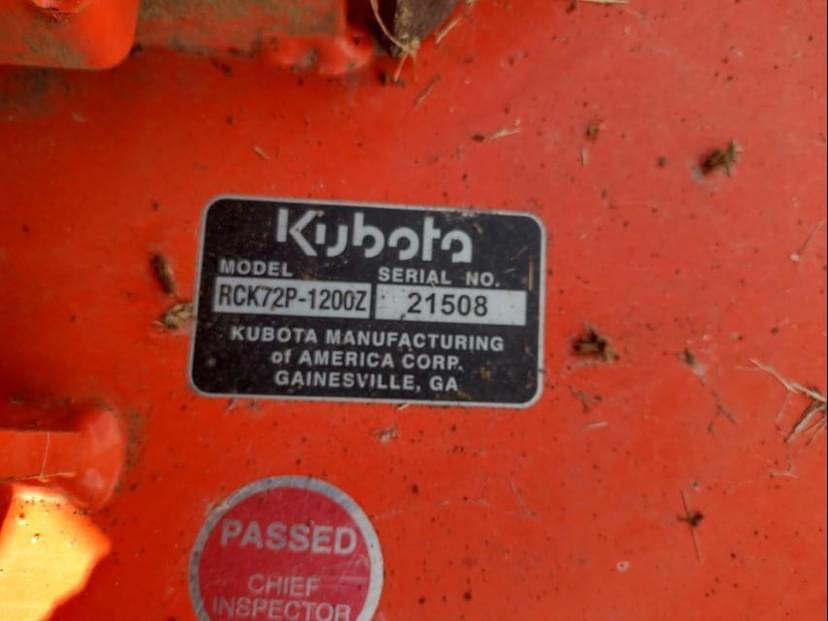 Kubota
MODEL SERIAL NO.
RCK72P-1200Z 21508
KUBOTA MANUFACTURING
of AMERICA CORP.
GAINESVILLE, GA
PASSED
CHIEF
INSPECTOR